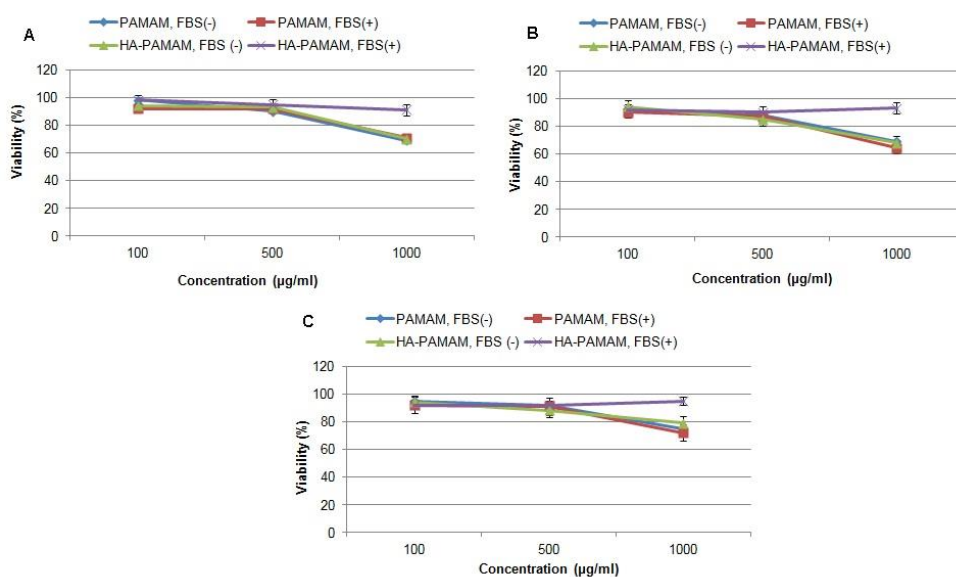 A
PAMAM, FBS(-) PAMAM, FBS(+)
HA-PAMAM, FBS (-) HA-PAMAM, FBS(+)
120
100
80
60
40
20
0
Viability (%)
100 500 1000
Concentration (µg/ml)
B
PAMAM, FBS(-) PAMAM, FBS(+)
HA-PAMAM, FBS (-) HA-PAMAM, FBS(+)
120
100
80
60
40
20
0
Viability (%)
100 500 1000
Concentration (µg/ml)
C
PAMAM, FBS(-) PAMAM, FBS(+)
HA-PAMAM, FBS (-) HA-PAMAM, FBS(+)
120
100
80
60
40
20
0
Viability (%)
100 500 1000
Concentration (µg/ml)